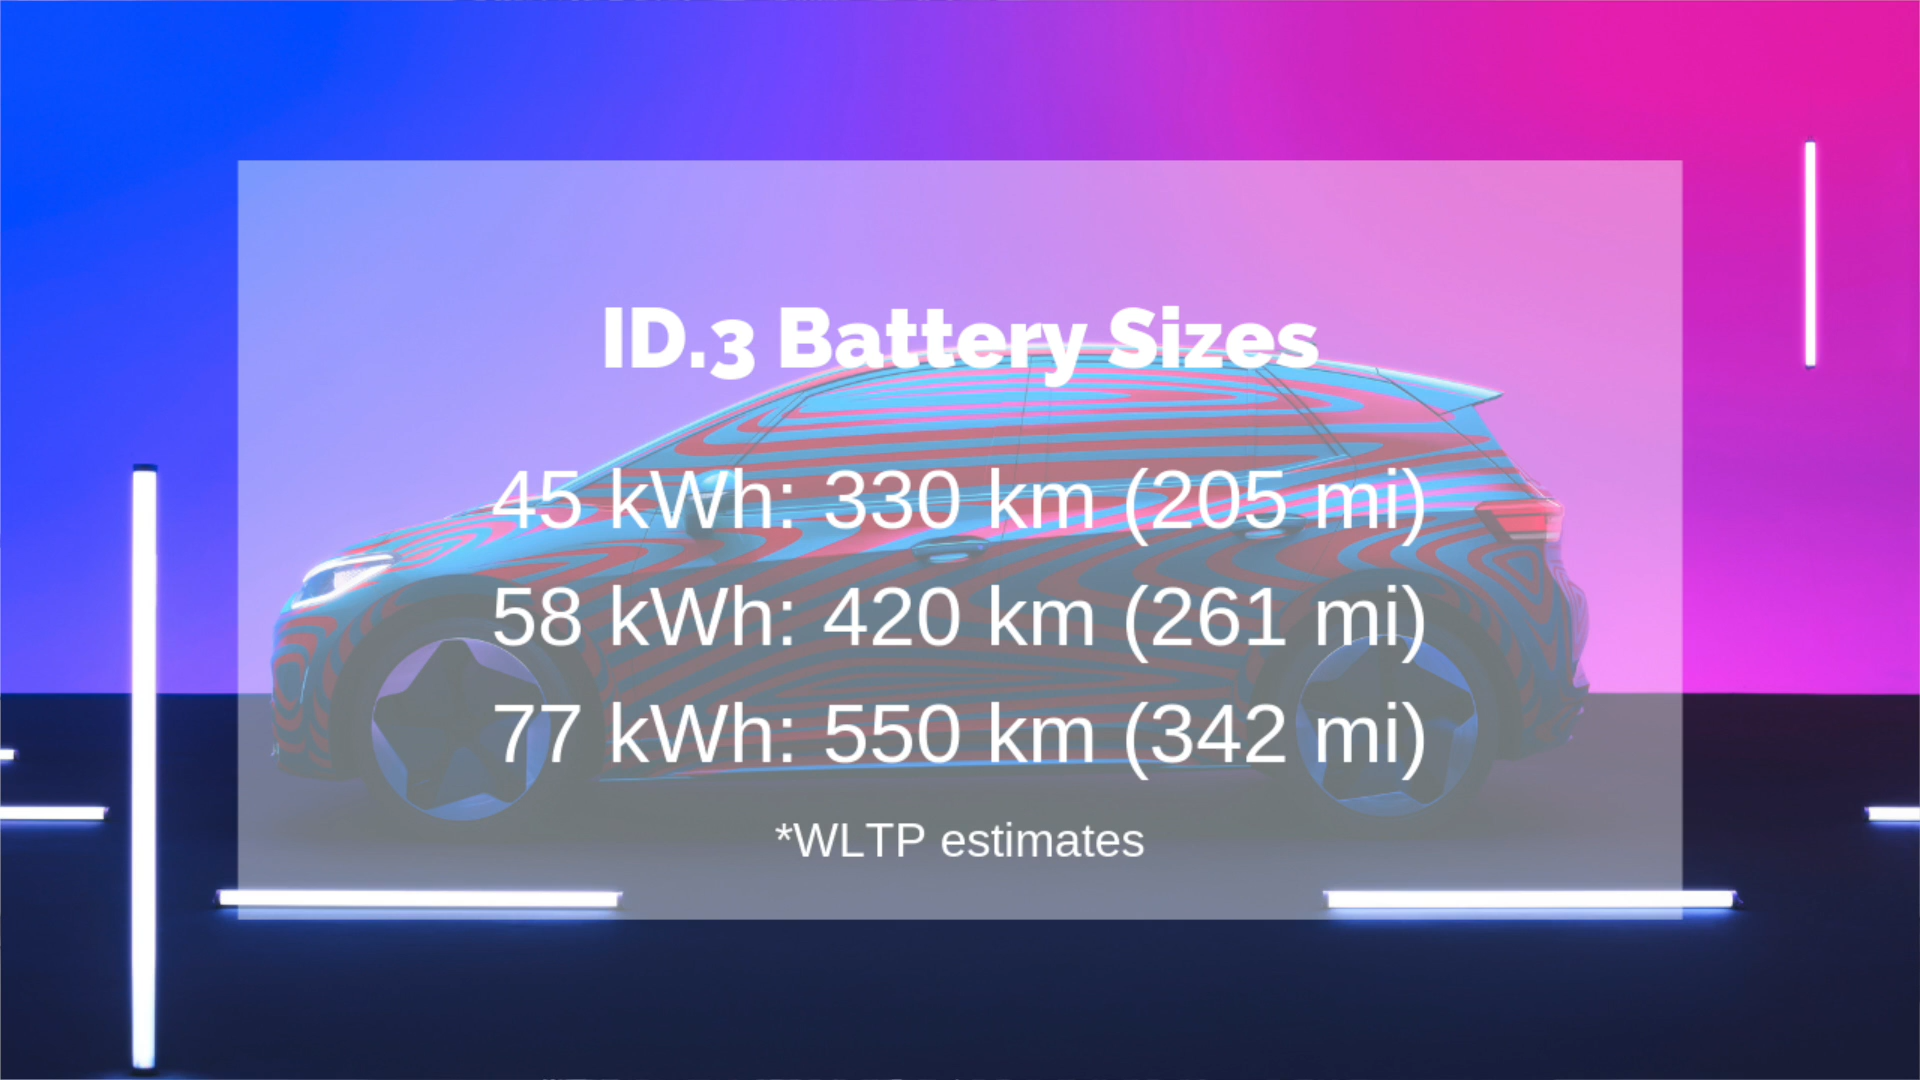 ID.3 Battery Sizes
45 kWh: 330 km (205 mi)
58 kWh: 420 km (261 mi)
77 kWh: 550 km (342 mi)
*WLTP estimates